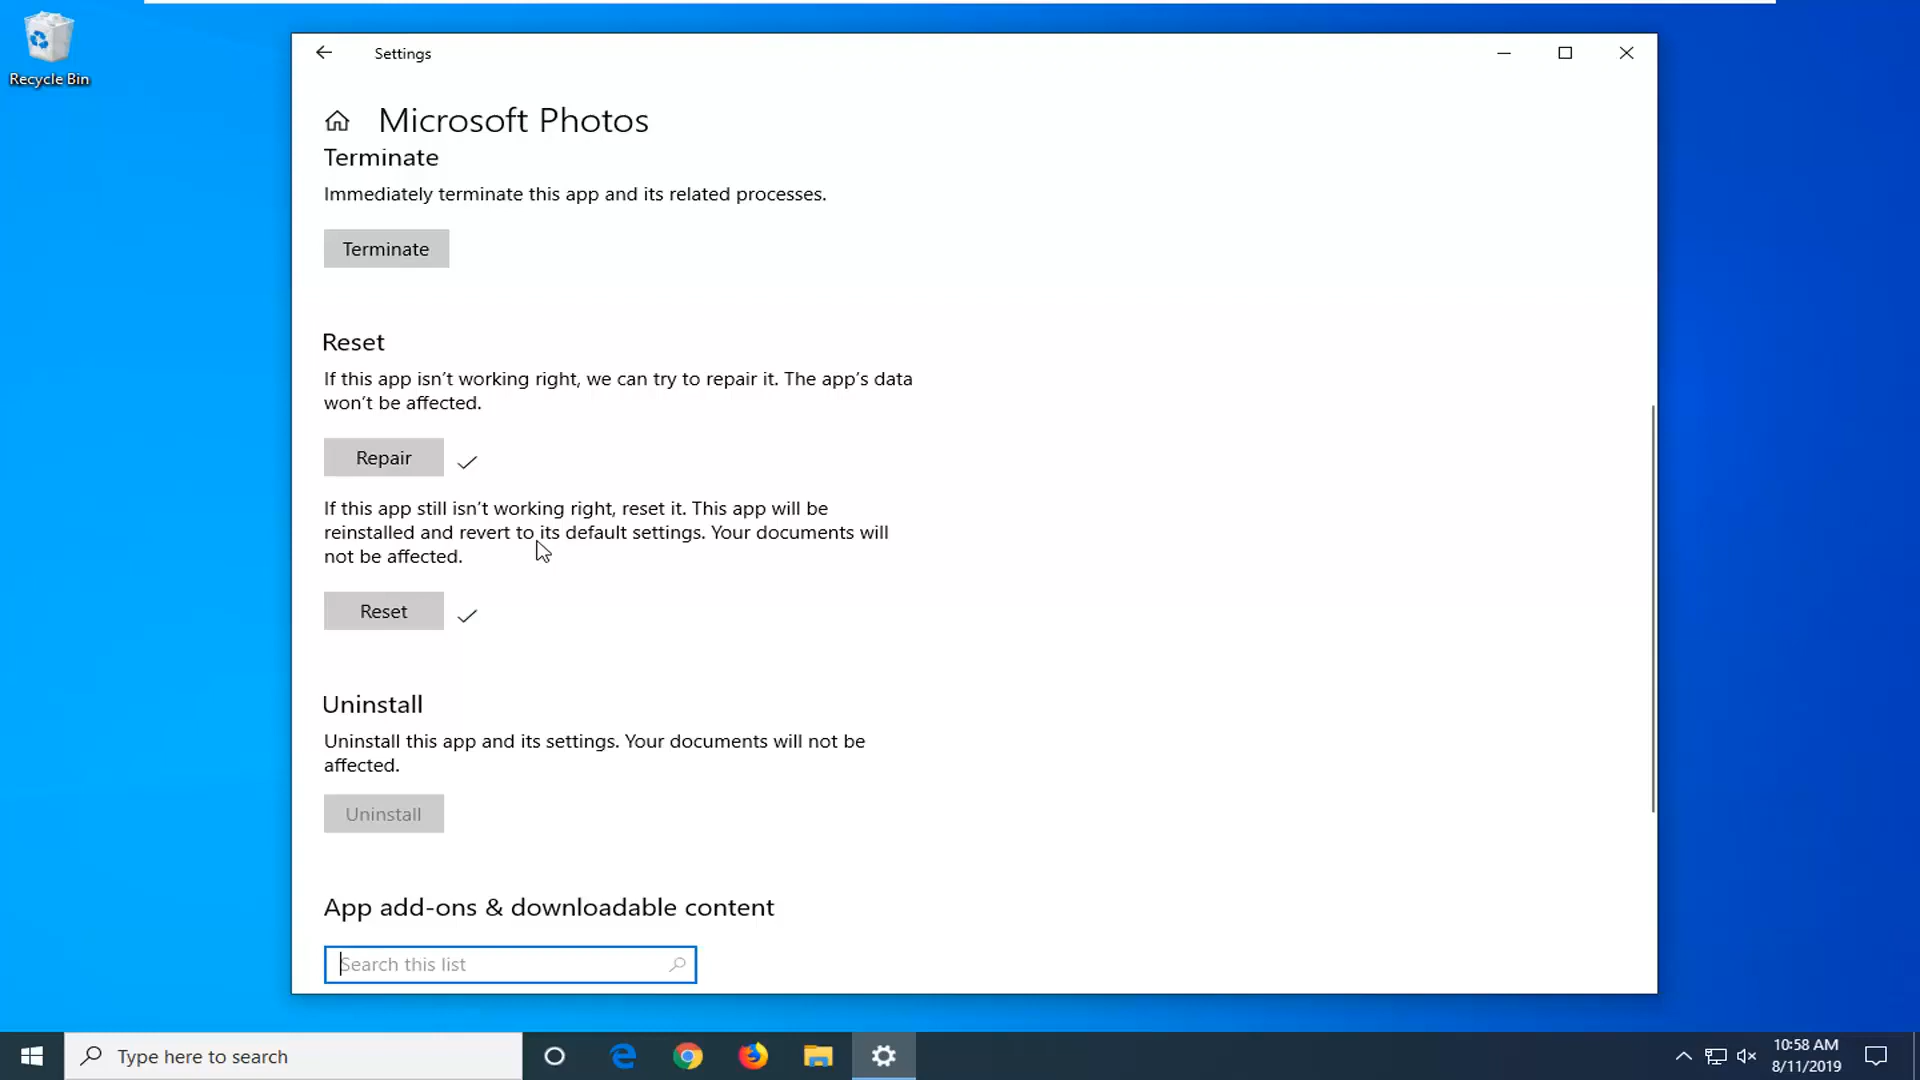 Recycle Bin
Settings
Microsoft Photos
Terminate
Immediately terminate this app and its related processes.
Terminate
Reset
If this app isn’t working right, we can try to repair it. The app’s data
won’t be affected.
Repair
If this app still isn’t working right, reset it. This app will be
reinstalled and revert to its default settings. Your documents will
not be affected.
Reset
Uninstall
Uninstall this app and its settings. Your documents will not be
affected.
Uninstall
App add-ons & downloadable content
Search this list
Type here to search
10:58 AM
8/11/2019